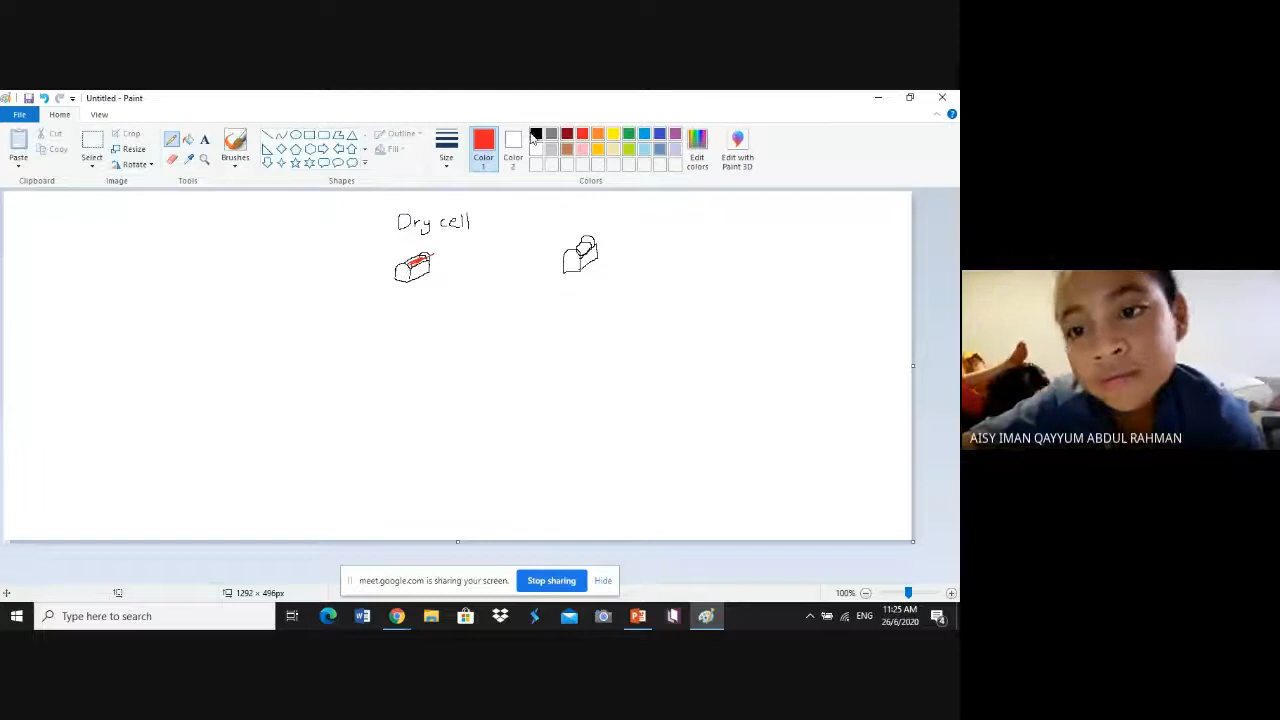 Untitled - Paint
File
Home
View
Paste
Cut
Copy
Select
Crop
Resize
Rotate
Brushes
Outline
Fill
Size
Color 1
Color 2
Edit colors
Edit with Paint 3D
Clipboard
Image
Tools
Shapes
Colors
Dry cell
AISY IMAN QAYYUM ABDUL RAHMAN
meet.google.com is sharing your screen.
Stop sharing
Hide
1292 × 496px
100%
Type here to search
ENG
11:25 AM
26/6/2020
4